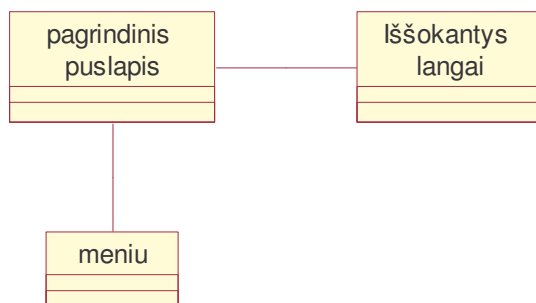 pagrindinis
puslapis
Iššokantys
langai
meniu